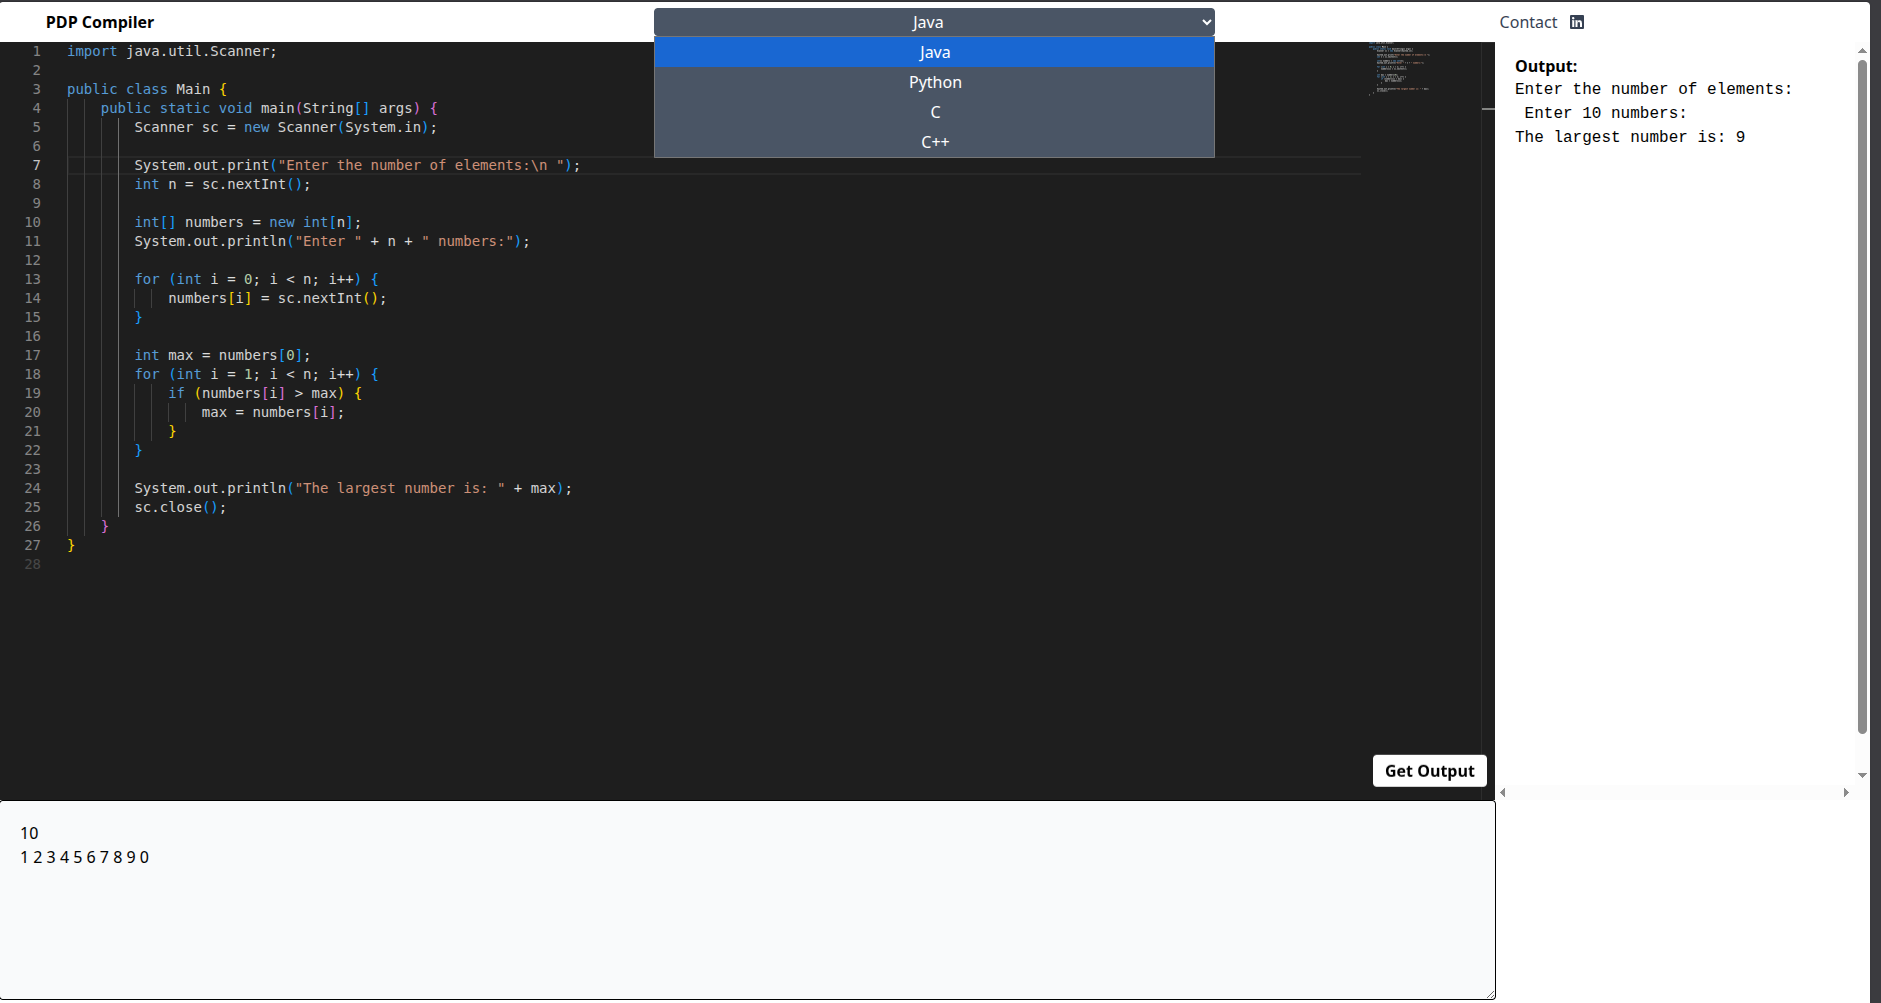 PDP Compiler
Java
Contact
Java
Python
C
C++
1 import java.util.Scanner;
2
3 public class Main {
4     public static void main(String[] args) {
5         Scanner sc = new Scanner(System.in);
6
7         System.out.print("Enter the number of elements:\n ");
8         int n = sc.nextInt();
9
10         int[] numbers = new int[n];
11         System.out.println("Enter " + n + " numbers:");
12
13         for (int i = 0; i < n; i++) {
14             numbers[i] = sc.nextInt();
15         }
16
17         int max = numbers[0];
18         for (int i = 1; i < n; i++) {
19             if (numbers[i] > max) {
20                 max = numbers[i];
21             }
22         }
23
24         System.out.println("The largest number is: " + max);
25         sc.close();
26     }
27 }
28
Get Output
Output:
Enter the number of elements:
 Enter 10 numbers:
The largest number is: 9
10
1 2 3 4 5 6 7 8 9 0